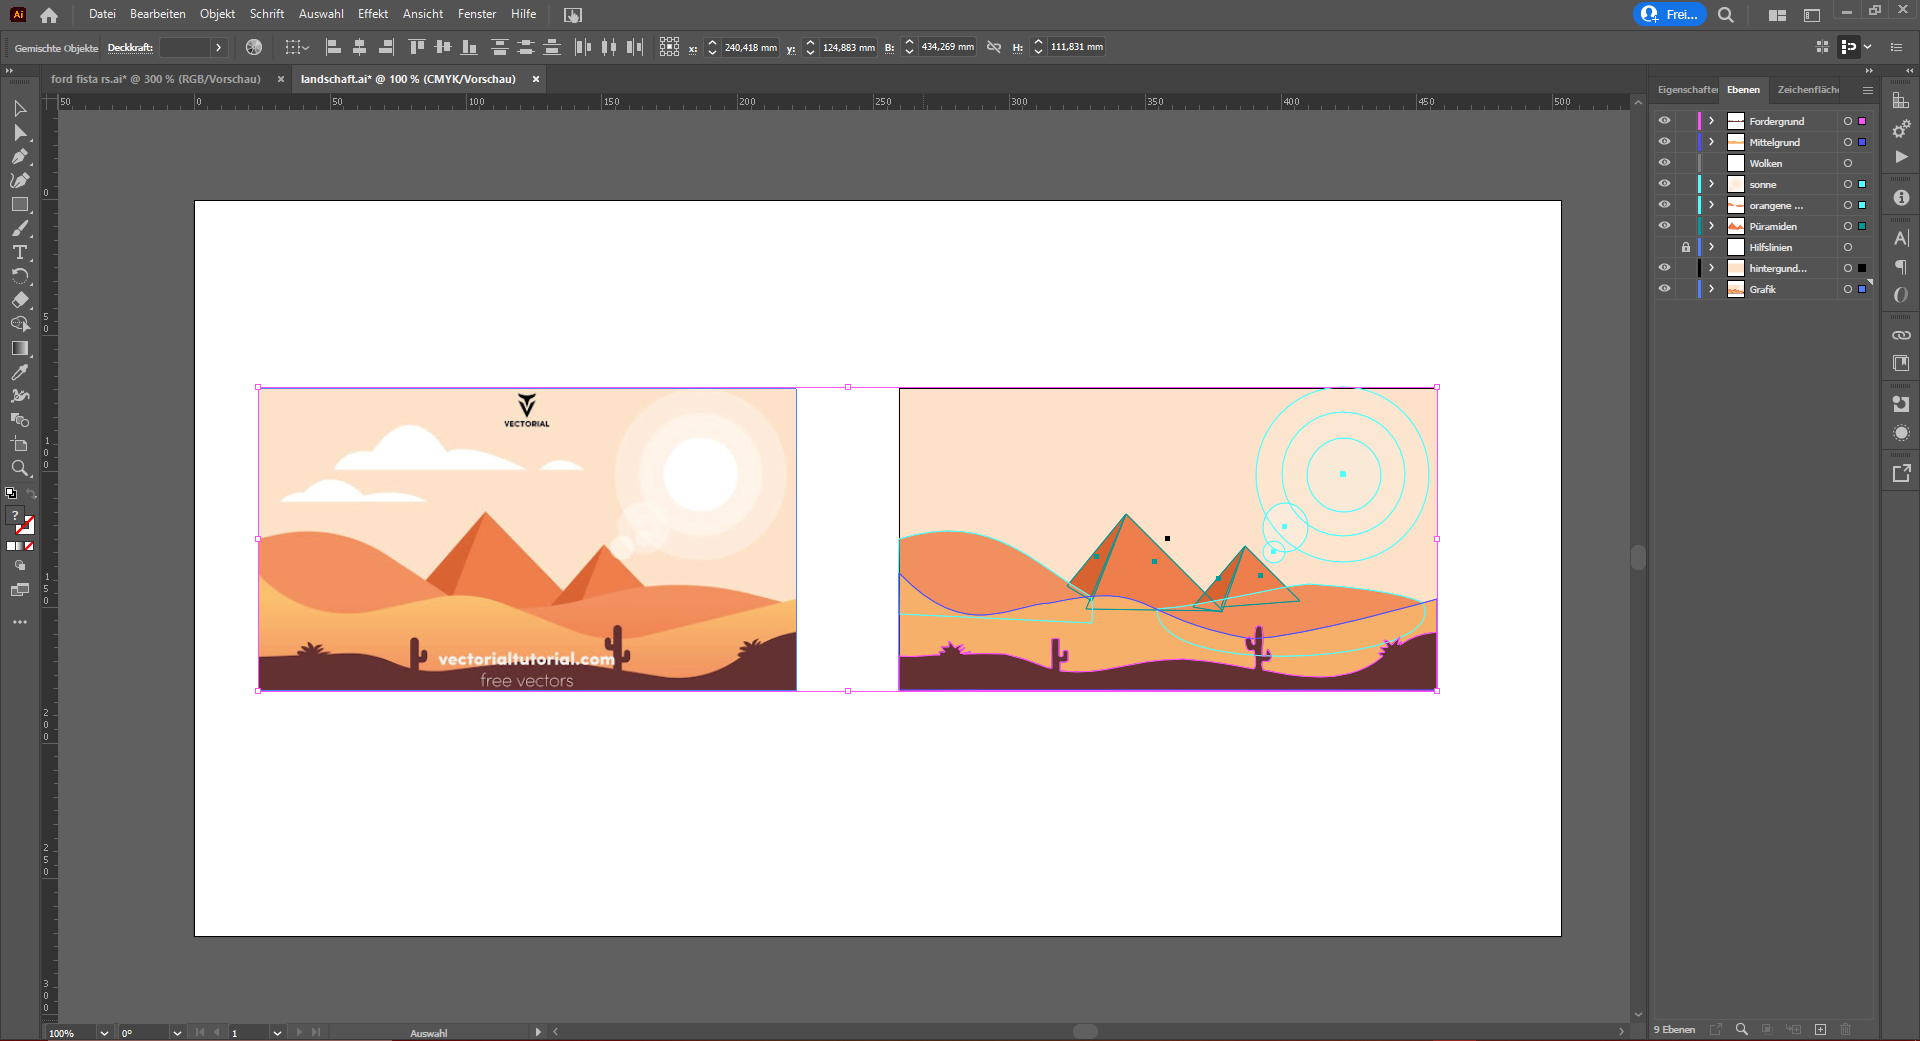 Ai Datei Bearbeiten Objekt Schrift Auswahl Effekt Ansicht Fenster Hilfe Frei...
Gemischte Objekte Deckkraft: x: 240,418 mm y: 124,883 mm B: 434,269 mm H: 111,831 mm
ford fista rs.ai* @ 300 % (RGB/Vorschau) × landschaft.ai* @ 100 % (CMYK/Vorschau) ×
50 0 50 100 150 200 250 300 350 400 450 500
Eigenschafte Ebenen Zeichenfläch
Fordergrund
Mittelgrund
Wolken
sonne
orangene ...
Püramiden
Hilfslinien
hintergund...
Grafik
0
50
100
150
200
250
300
VECTORIAL
vectorialtutorial.com
free vectors
100% 0° 1 Auswahl
9 Ebenen